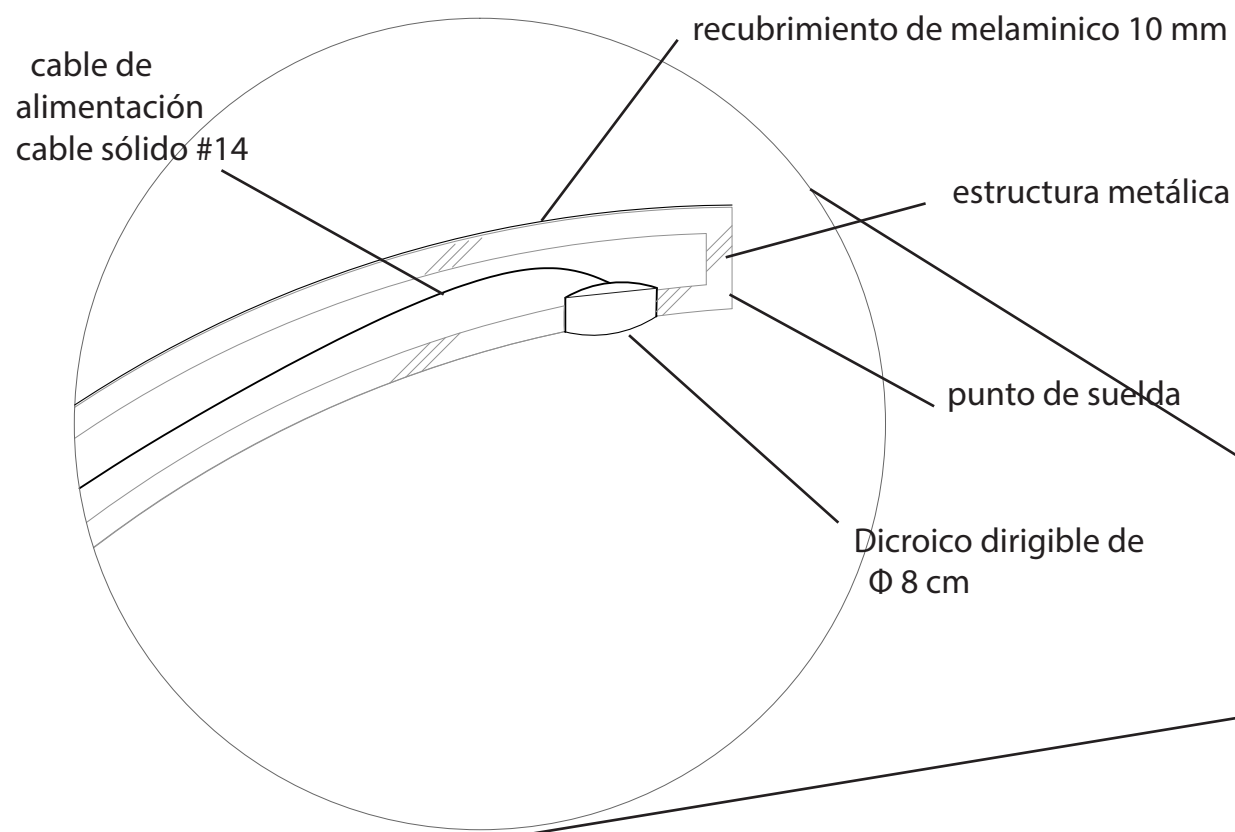 recubrimiento de melaminico 10 mm
cable de
alimentación
cable sólido #14
estructura metálica
punto de suelda
Dicroico dirigible de
Φ 8 cm